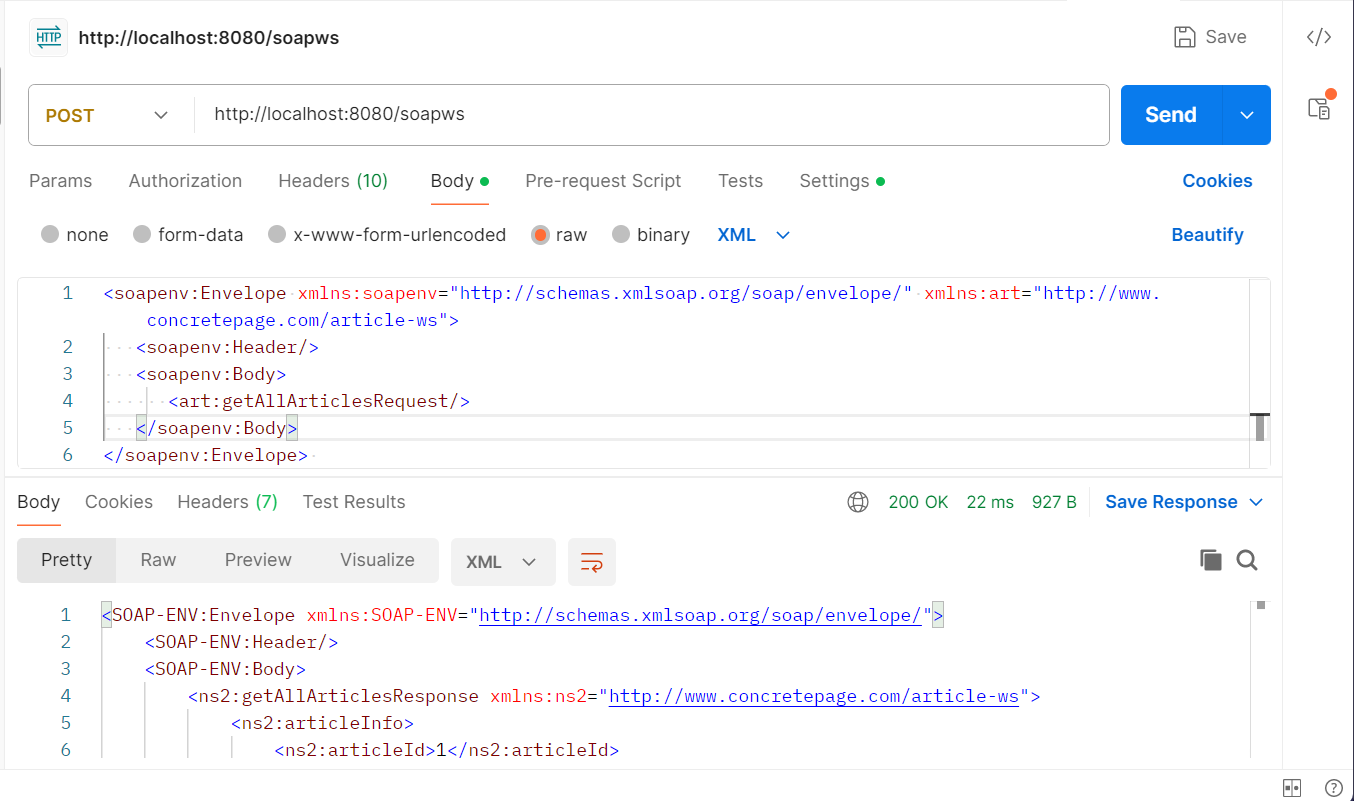 HTTP http://localhost:8080/soapws Save
POST http://localhost:8080/soapws Send
Params Authorization Headers (10) Body Pre-request Script Tests Settings Cookies
none form-data x-www-form-urlencoded raw binary XML Beautify
1 <soapenv:Envelope xmlns:soapenv="http://schemas.xmlsoap.org/soap/envelope/" xmlns:art="http://www.
concretepage.com/article-ws">
2 <soapenv:Header/>
3 <soapenv:Body>
4 <art:getAllArticlesRequest/>
5 </soapenv:Body>
6 </soapenv:Envelope>
Body Cookies Headers (7) Test Results 200 OK 22 ms 927 B Save Response
Pretty Raw Preview Visualize XML
1 <SOAP-ENV:Envelope xmlns:SOAP-ENV="http://schemas.xmlsoap.org/soap/envelope/">
2 <SOAP-ENV:Header/>
3 <SOAP-ENV:Body>
4 <ns2:getAllArticlesResponse xmlns:ns2="http://www.concretepage.com/article-ws">
5 <ns2:articleInfo>
6 <ns2:articleId>1</ns2:articleId>